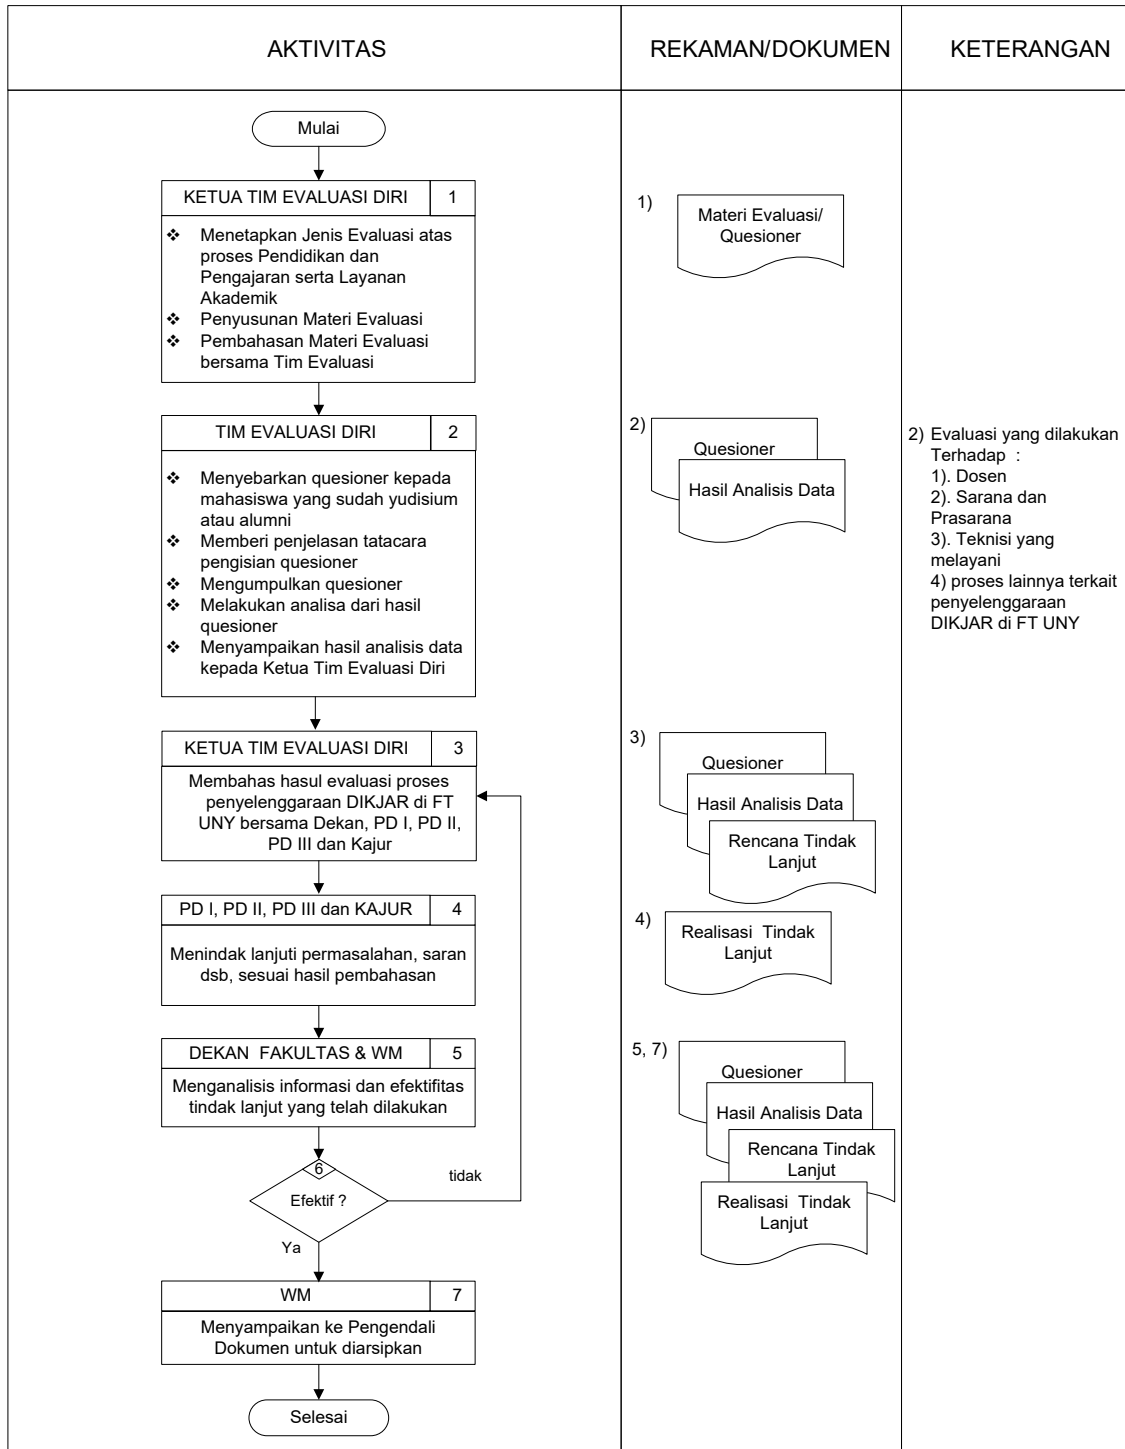 AKTIVITAS
REKAMAN/DOKUMEN
KETERANGAN
Mulai
KETUA TIM EVALUASI DIRI
1
❖ Menetapkan Jenis Evaluasi atas
proses Pendidikan dan
Pengajaran serta Layanan
Akademik
❖ Penyusunan Materi Evaluasi
❖ Pembahasan Materi Evaluasi
bersama Tim Evaluasi
1)
Materi Evaluasi/
Quesioner
TIM EVALUASI DIRI
2
❖ Menyebarkan quesioner kepada
mahasiswa yang sudah yudisium
atau alumni
❖ Memberi penjelasan tatacara
pengisian quesioner
❖ Mengumpulkan quesioner
❖ Melakukan analisa dari hasil
quesioner
❖ Menyampaikan hasil analisis data
kepada Ketua Tim Evaluasi Diri
2)
Quesioner
Hasil Analisis Data
2) Evaluasi yang dilakukan
Terhadap :
1). Dosen
2). Sarana dan
Prasarana
3). Teknisi yang
melayani
4) proses lainnya terkait
penyelenggaraan
DIKJAR di FT UNY
KETUA TIM EVALUASI DIRI
3
Membahas hasul evaluasi proses
penyelenggaraan DIKJAR di FT
UNY bersama Dekan, PD I, PD II,
PD III dan Kajur
3)
Quesioner
Hasil Analisis Data
Rencana Tindak
Lanjut
PD I, PD II, PD III dan KAJUR
4
Menindak lanjuti permasalahan, saran
dsb, sesuai hasil pembahasan
4)
Realisasi Tindak
Lanjut
DEKAN FAKULTAS & WM
5
Menganalisis informasi dan efektifitas
tindak lanjut yang telah dilakukan
5, 7)
Quesioner
Hasil Analisis Data
Rencana Tindak
Lanjut
Realisasi Tindak
Lanjut
6
Efektif ?
tidak
Ya
WM
7
Menyampaikan ke Pengendali
Dokumen untuk diarsipkan
Selesai